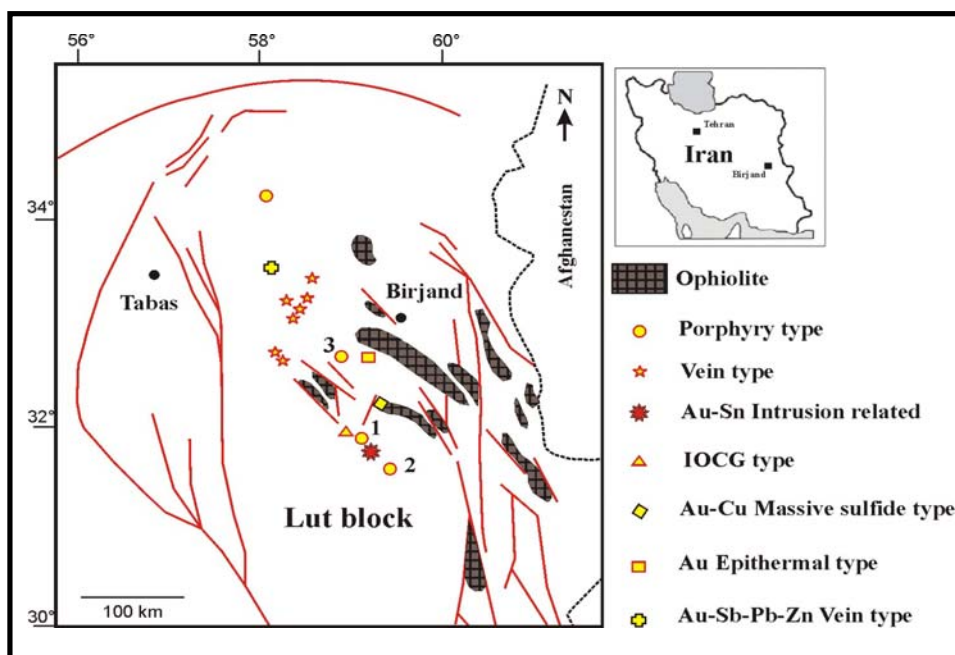 56°
58°
60°
34°
32°
30°
N
Afghanestan
Tabas
Birjand
3
1
2
Lut block
100 km
Tehran
Iran
Birjand
Ophiolite
Porphyry type
Vein type
Au-Sn Intrusion related
IOCG type
Au-Cu Massive sulfide type
Au Epithermal type
Au-Sb-Pb-Zn Vein type